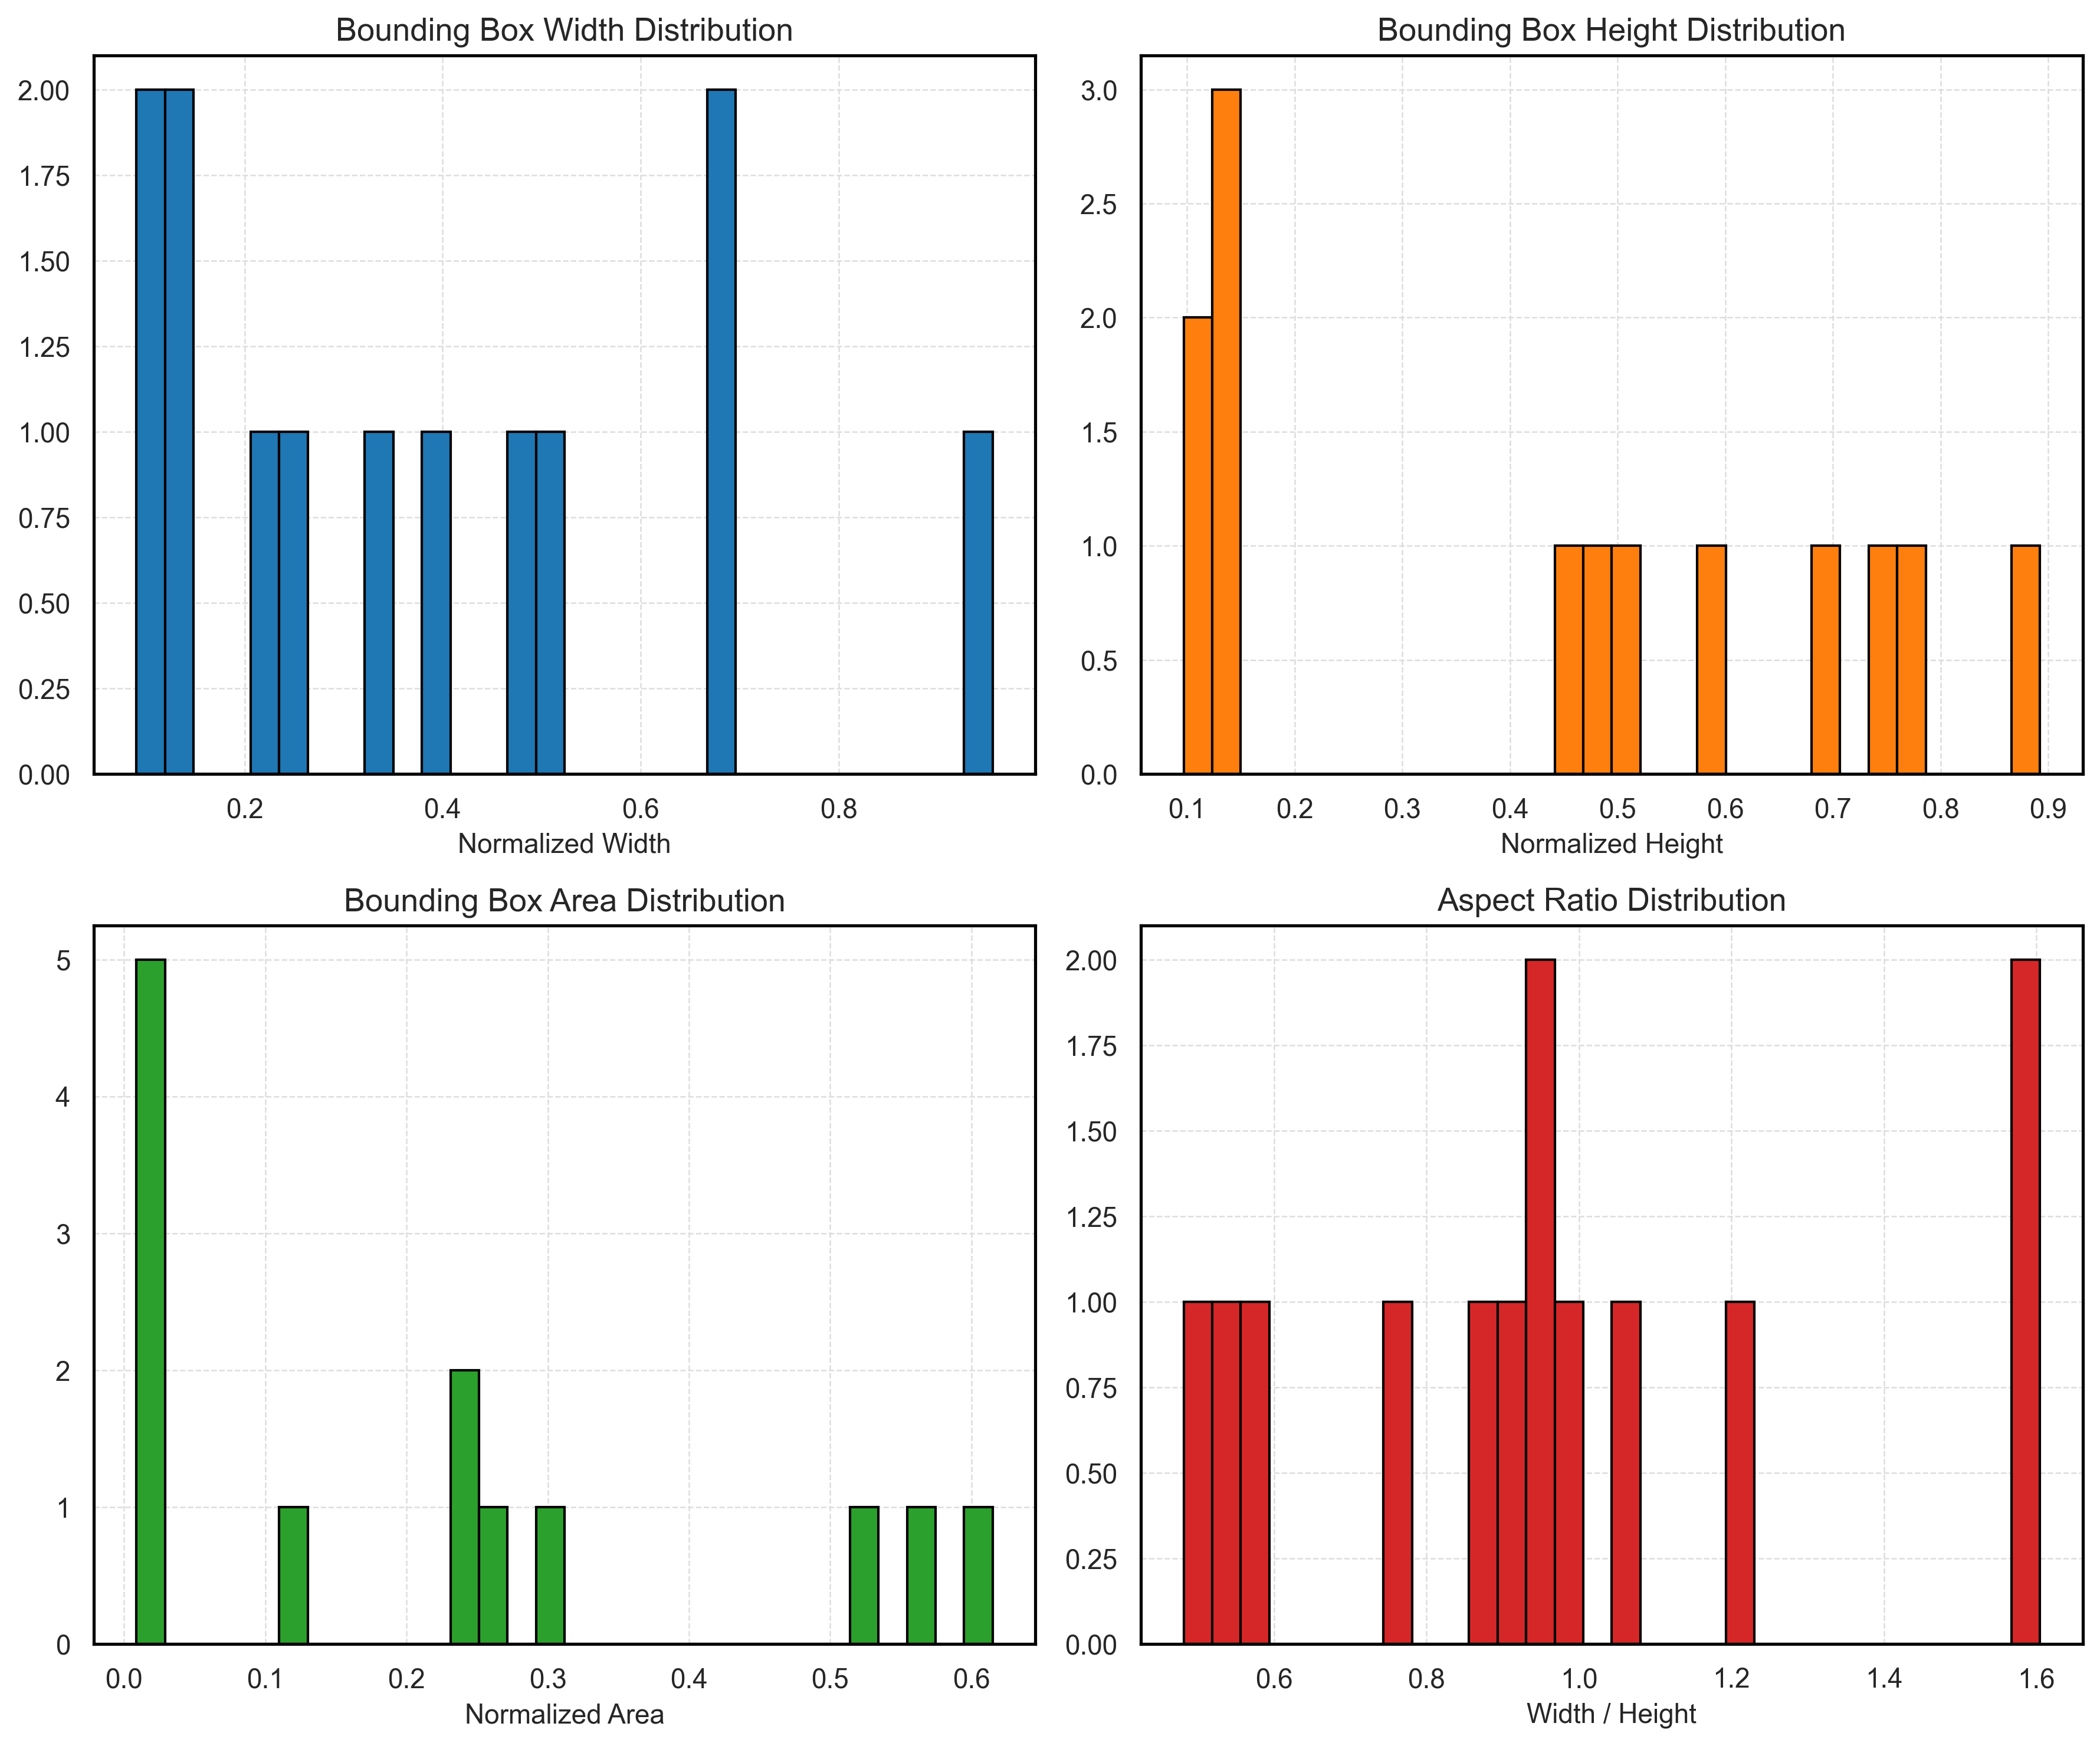 Bounding Box Width Distribution
2.00
1.75
1.50
1.25
1.00
0.75
0.50
0.25
0.00
0.2 0.4 0.6 0.8
Normalized Width
Bounding Box Height Distribution
3.0
2.5
2.0
1.5
1.0
0.5
0.0
0.1 0.2 0.3 0.4 0.5 0.6 0.7 0.8 0.9
Normalized Height
Bounding Box Area Distribution
5
4
3
2
1
0
0.0 0.1 0.2 0.3 0.4 0.5 0.6
Normalized Area
Aspect Ratio Distribution
2.00
1.75
1.50
1.25
1.00
0.75
0.50
0.25
0.00
0.6 0.8 1.0 1.2 1.4 1.6
Width / Height